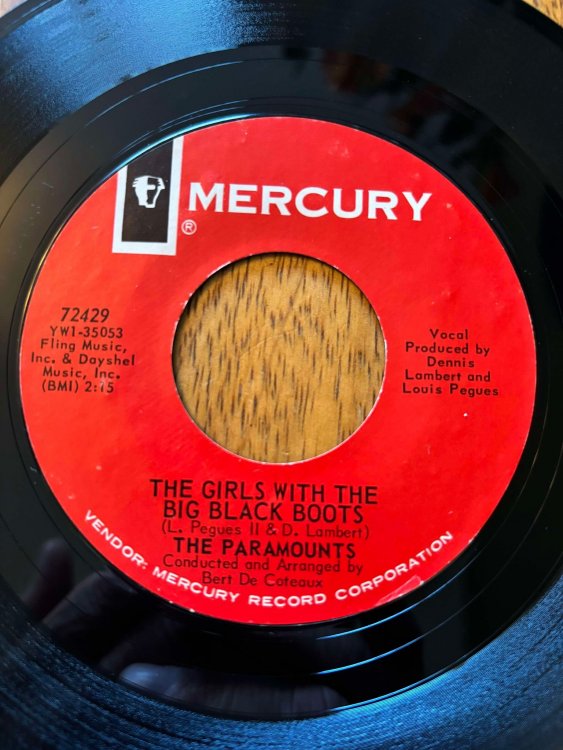 MERCURY
®
72429
YW1-35053
Fling Music,
Inc. & Dayshel
Music, Inc.
(BMI) 2:15
Vocal
Produced by
Dennis
Lambert and
Louis Pegues
THE GIRLS WITH THE
BIG BLACK BOOTS
(L. Pegues II & D. Lambert)
THE PARAMOUNTS
Conducted and Arranged by
Bert De Coteaux
VENDOR: MERCURY RECORD CORPORATION